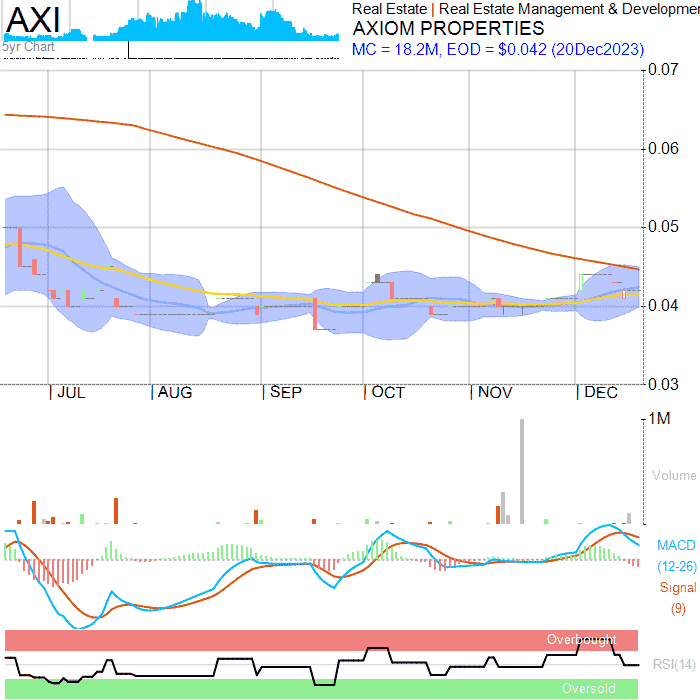 AXI
Real Estate | Real Estate Management & Developmen
AXIOM PROPERTIES
5yr Chart
MC = 18.2M, EOD = $0.042 (20Dec2023)
0.07
0.06
0.05
0.04
0.03
JUL AUG SEP OCT NOV DEC
1M
Volume
MACD
(12-26)
Signal
(9)
Overbought
RSI(14)
Oversold